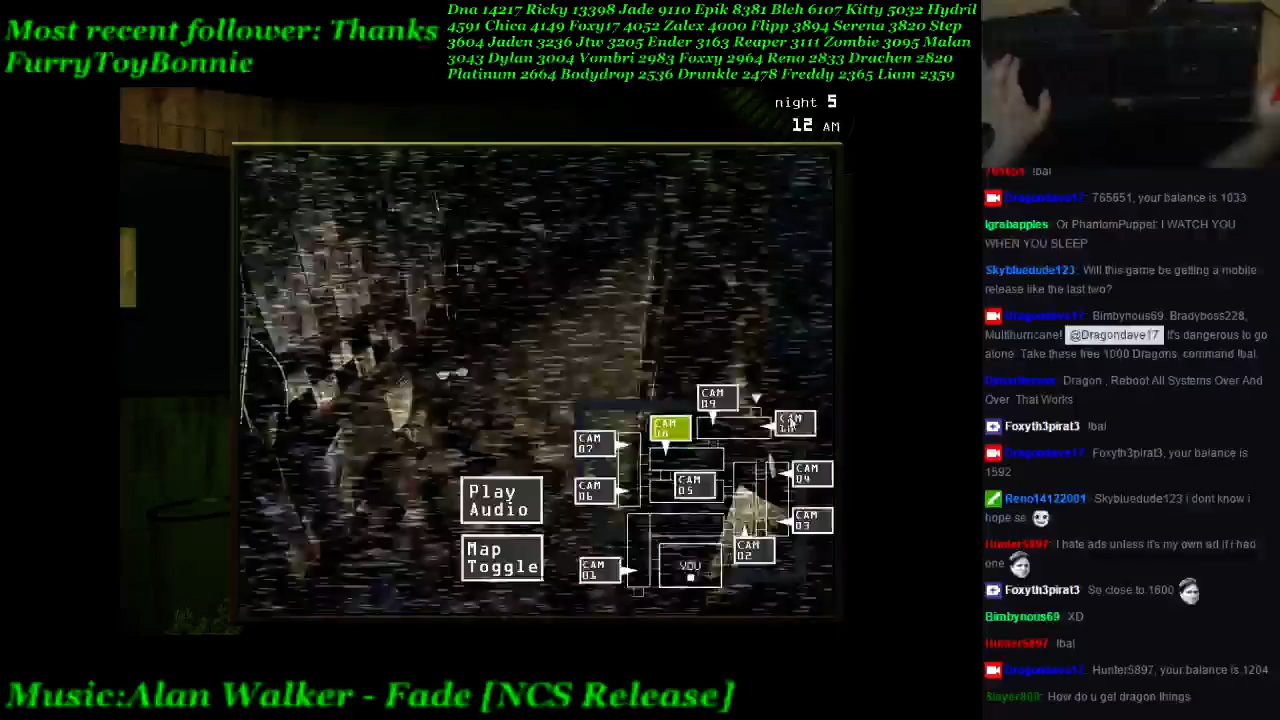 Most recent follower: Thanks
FurryToyBonnie
Dna 14217 Ricky 13398 Jade 9110 Epik 8381 Bleh 6107 Kitty 5032 Hydril
4591 Chica 4149 Foxy17 4052 Zalex 4000 Flipp 3894 Serena 3820 Step
3604 Jaden 3236 Jtw 3205 Ender 3163 Reaper 3111 Zombie 3095 Malan
3043 Dylan 3004 Vombri 2983 Foxxy 2964 Reno 2833 Drachen 2820
Platinum 2664 Bodydrop 2536 Drunkle 2478 Freddy 2365 Liam 2359
night 5
12 AM
CAM
09
CAM
10
CAM
08
CAM
07
CAM
04
CAM
05
CAM
06
CAM
03
CAM
02
CAM
01
YOU
Play
Audio
Map
Toggle
765651: !bal
Dragondave17: 765651, your balance is 1033
Igrabapples: Or PhantomPuppet: I WATCH YOU
WHEN YOU SLEEP
Skybluedude123: Will this game be getting a mobile
release like the last two?
Dragondave17: Bimbynous69, Bradyboss228,
@Dragondave17 It's dangerous to go
alone. Take these free 1000 Dragons, command !bal.
Dragon , Reboot All Systems Over And
Over. That Works
Foxyth3pirat3: !bal
Dragondave17: Foxyth3pirat3, your balance is
1592
Reno14122001: Skybluedude123 i dont know i
hope so
Hunter5897: I hate ads unless it's my own ad if i had
one
Foxyth3pirat3: So close to 1600
Bimbynous69: XD
Hunter5897: !bal
Dragondave17: Hunter5897, your balance is 1204
Slayer800: How do u get dragon things
Music:Alan Walker - Fade [NCS Release]